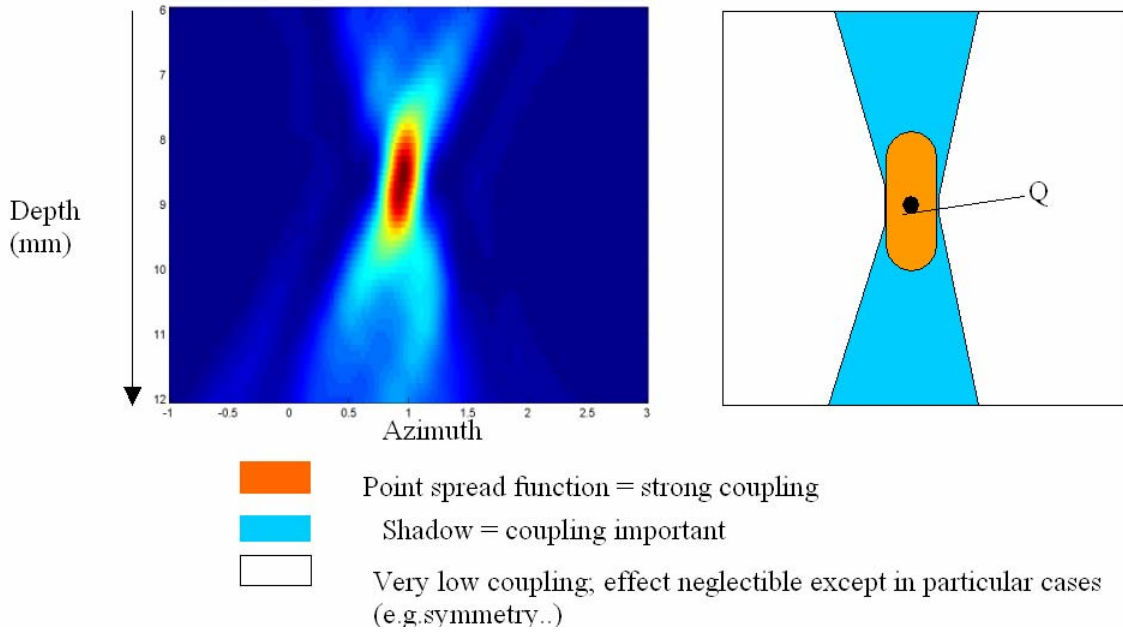 6
7
8
9
10
11
12
-1 -0.5 0 0.5 1 1.5 2 2.5 3
Depth
(mm)
Azimuth
Q
Point spread function = strong coupling
Shadow = coupling important
Very low coupling; effect neglectible except in particular cases
(e.g.symmetry..)